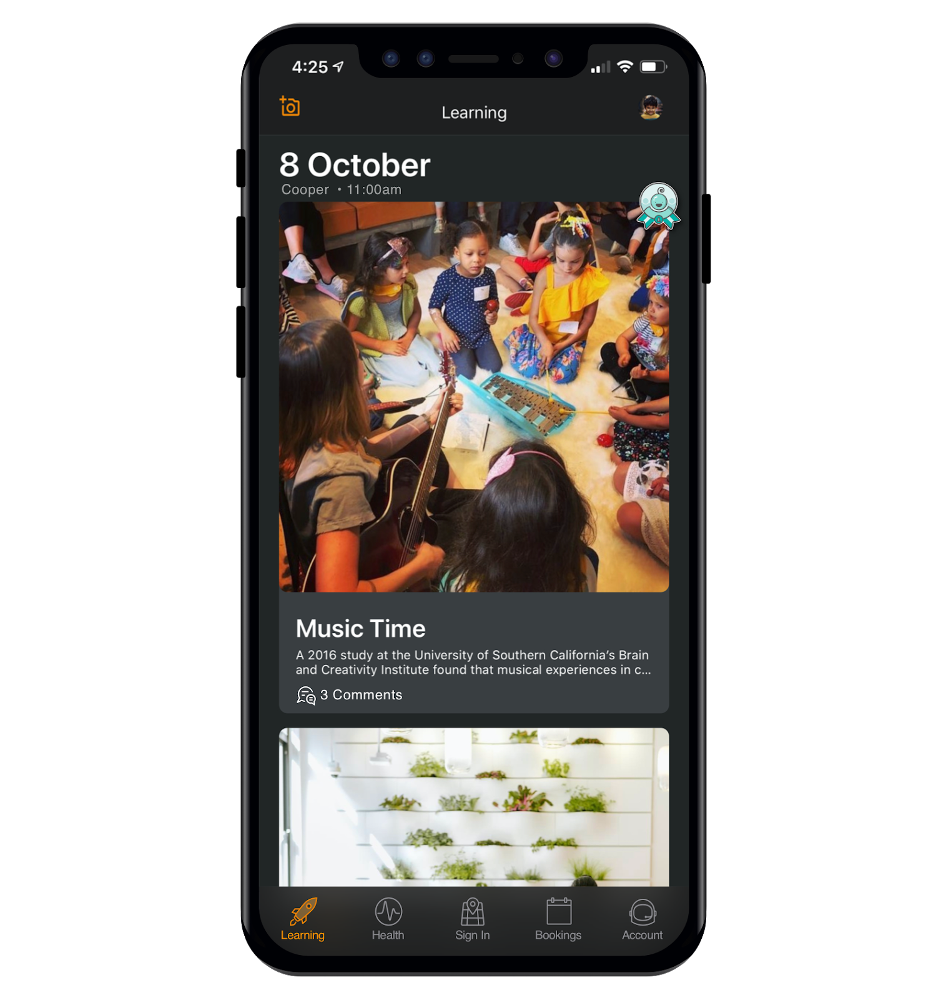 4:25
Learning
8 October
Cooper • 11:00am
Music Time
A 2016 study at the University of Southern California’s Brain
and Creativity Institute found that musical experiences in c...
3 Comments
Learning
Health
Sign In
Bookings
Account